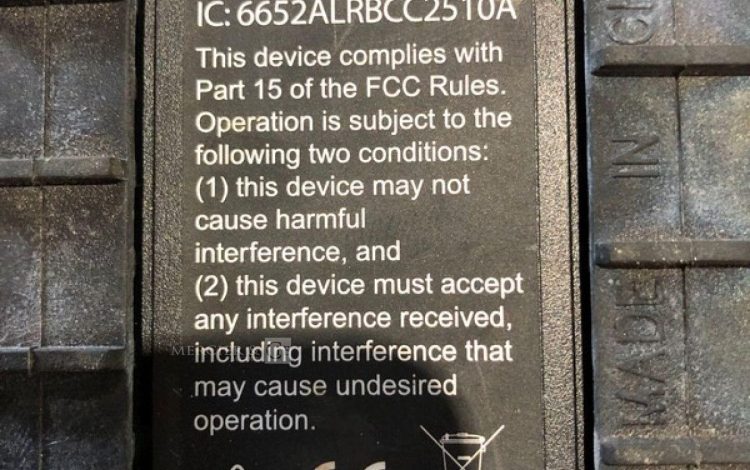 IC: 6652ALRBCC2510A
This device complies with
Part 15 of the FCC Rules.
Operation is subject to the
following two conditions:
(1) this device may not
cause harmful
interference, and
(2) this device must accept
any interference received,
including interference that
may cause undesired
operation.
CE
MADE IN